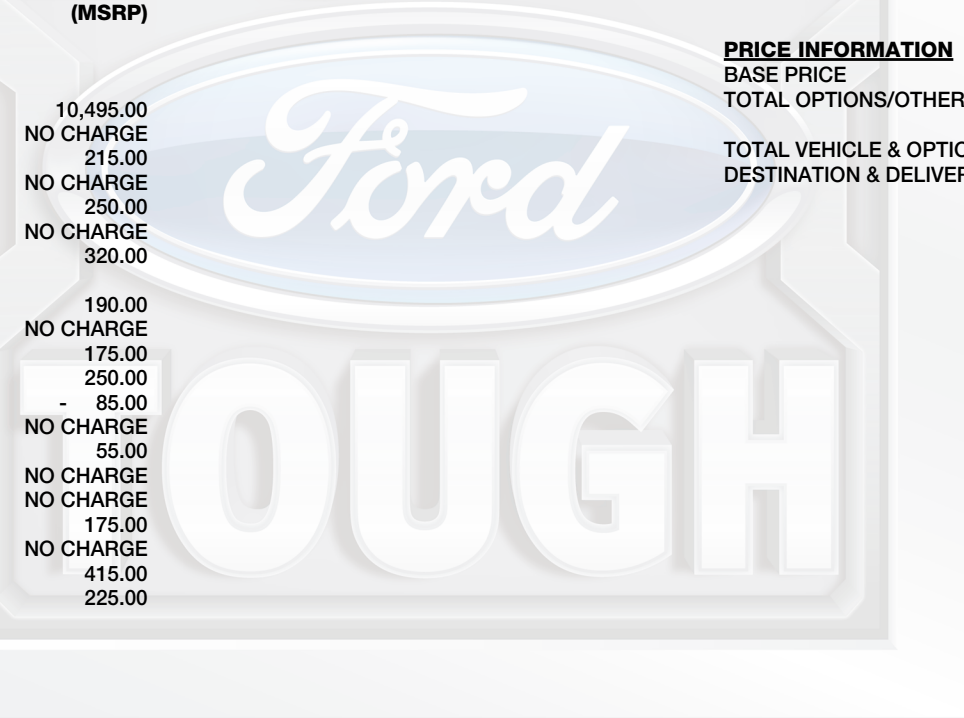 (MSRP)
10,495.00
NO CHARGE
215.00
NO CHARGE
250.00
NO CHARGE
320.00
190.00
NO CHARGE
175.00
250.00
- 85.00
NO CHARGE
55.00
NO CHARGE
NO CHARGE
175.00
NO CHARGE
415.00
225.00
PRICE INFORMATION
BASE PRICE
TOTAL OPTIONS/OTHER
TOTAL VEHICLE & OPTIO
DESTINATION & DELIVER
Ford
TOUGH